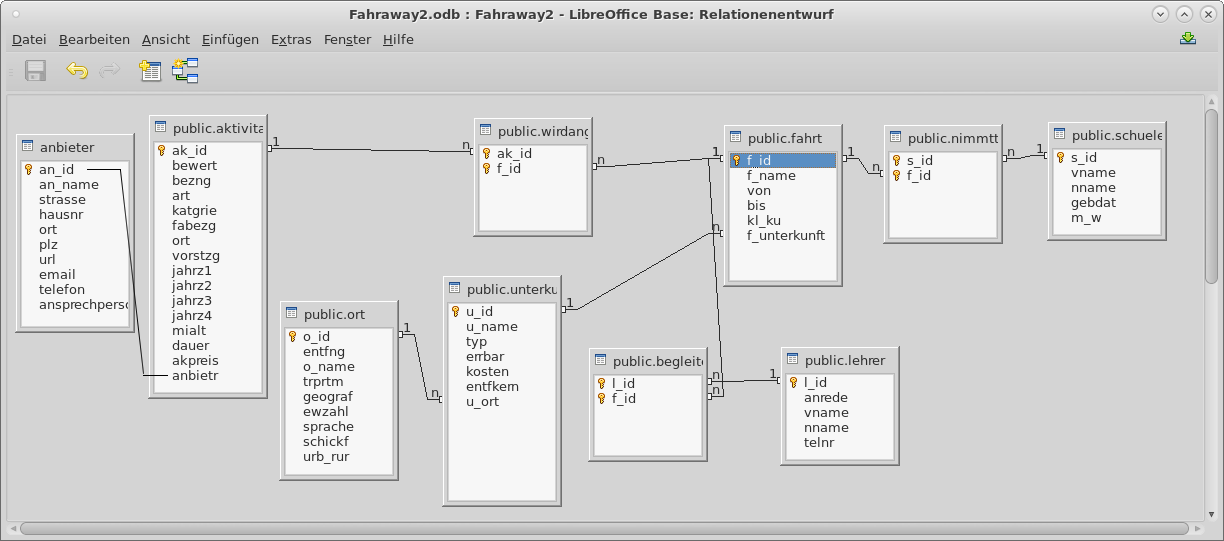 Fahraway2.odb : Fahraway2 - LibreOffice Base: Relationenentwurf
Datei Bearbeiten Ansicht Einfügen Extras Fenster Hilfe
anbieter
an_id
an_name
strasse
hausnr
ort
plz
url
email
telefon
ansprechperso
public.aktivita
ak_id
bewert
bezng
art
katgrie
fabezg
ort
vorstzg
jahrz1
jahrz2
jahrz3
jahrz4
mialt
dauer
akpreis
anbietr
1
n
public.wirdang
ak_id
f_id
n
1
public.fahrt
f_id
f_name
von
bis
kl_ku
f_unterkunft
n
1
n
public.nimmtt
s_id
f_id
n
1
public.schuele
s_id
vname
nname
gebdat
m_w
public.ort
o_id
entfng
o_name
trprtm
geograf
ewzahl
sprache
schickf
urb_rur
1
n
public.unterku
u_id
u_name
typ
errbar
kosten
entfkern
u_ort
1
public.begleite
l_id
f_id
n
n
1
public.lehrer
l_id
anrede
vname
nname
telnr